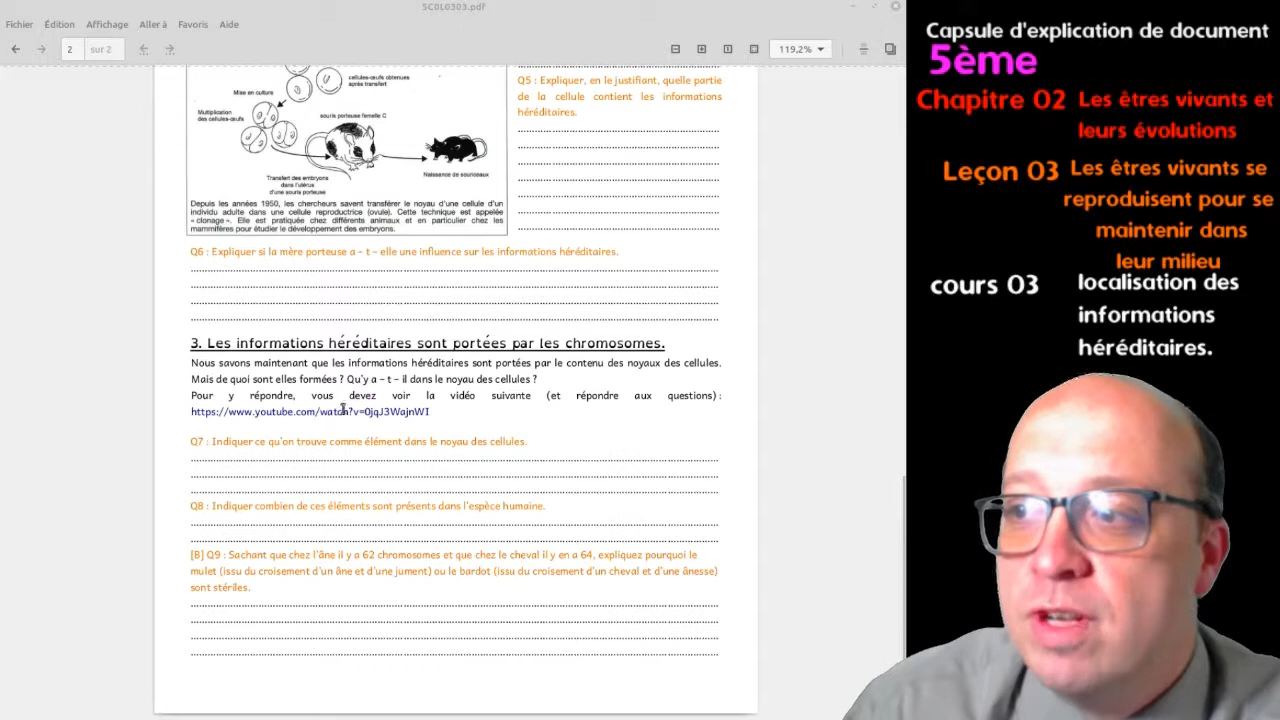 SC0L0303.pdf
Fichier Édition Affichage Aller à Favoris Aide
2 sur 2 119,2%
cellules-œufs obtenues
après transfert
Mise en culture
Multiplication
des cellules-œufs
souris porteuse femelle C
Transfert des embryons
dans l'utérus
d'une souris porteuse
Naissance de souriceaux
Depuis les années 1950, les chercheurs savent transférer le noyau d'une cellule d'un
individu adulte dans une cellule reproductrice (ovule). Cette technique est appelée
« clonage ». Elle est pratiquée chez différents animaux et en particulier chez les
mammifères pour étudier le développement des embryons.
Q5 : Expliquer, en le justifiant, quelle partie
de la cellule contient les informations
héréditaires.
Q6 : Expliquer si la mère porteuse a – t – elle une influence sur les informations héréditaires.
3. Les informations héréditaires sont portées par les chromosomes.
Nous savons maintenant que les informations héréditaires sont portées par le contenu des noyaux des cellules.
Mais de quoi sont elles formées ? Qu'y a – t – il dans le noyau des cellules ?
Pour y répondre, vous devez voir la vidéo suivante (et répondre aux questions) :
https://www.youtube.com/watch?v=0jqJ3WajnWI
Q7 : Indiquer ce qu'on trouve comme élément dans le noyau des cellules.
Q8 : Indiquer combien de ces éléments sont présents dans l'espèce humaine.
[B] Q9 : Sachant que chez l'âne il y a 62 chromosomes et que chez le cheval il y en a 64, expliquez pourquoi le
mulet (issu du croisement d'un âne et d'une jument) ou le bardot (issu du croisement d'un cheval et d'une ânesse)
sont stériles.
Capsule d'explication de document
5ème
Chapitre 02 Les êtres vivants et
leurs évolutions
Leçon 03 Les êtres vivants se
reproduisent pour se
maintenir dans
leur milieu
cours 03 localisation des
informations
héréditaires.